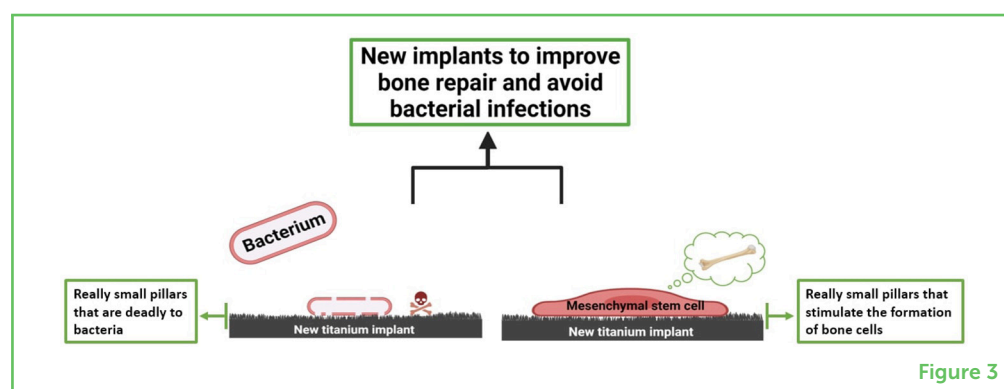 New implants to improve
bone repair and avoid
bacterial infections
Bacterium
Mesenchymal stem cell
Really small pillars
that are deadly to
bacteria
New titanium implant
New titanium implant
Really small pillars that
stimulate the formation
of bone cells
Figure 3